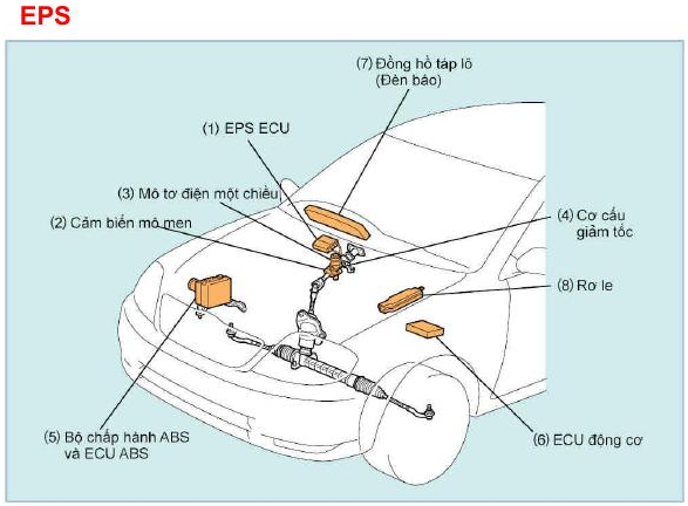 EPS
(7) Đồng hồ táp lô
(Đèn báo)
(1) EPS ECU
(3) Mô tơ điện một chiều
(2) Cảm biến mô men
(4) Cơ cấu
giảm tốc
(8) Rơ le
(5) Bộ chấp hành ABS
và ECU ABS
(6) ECU động cơ